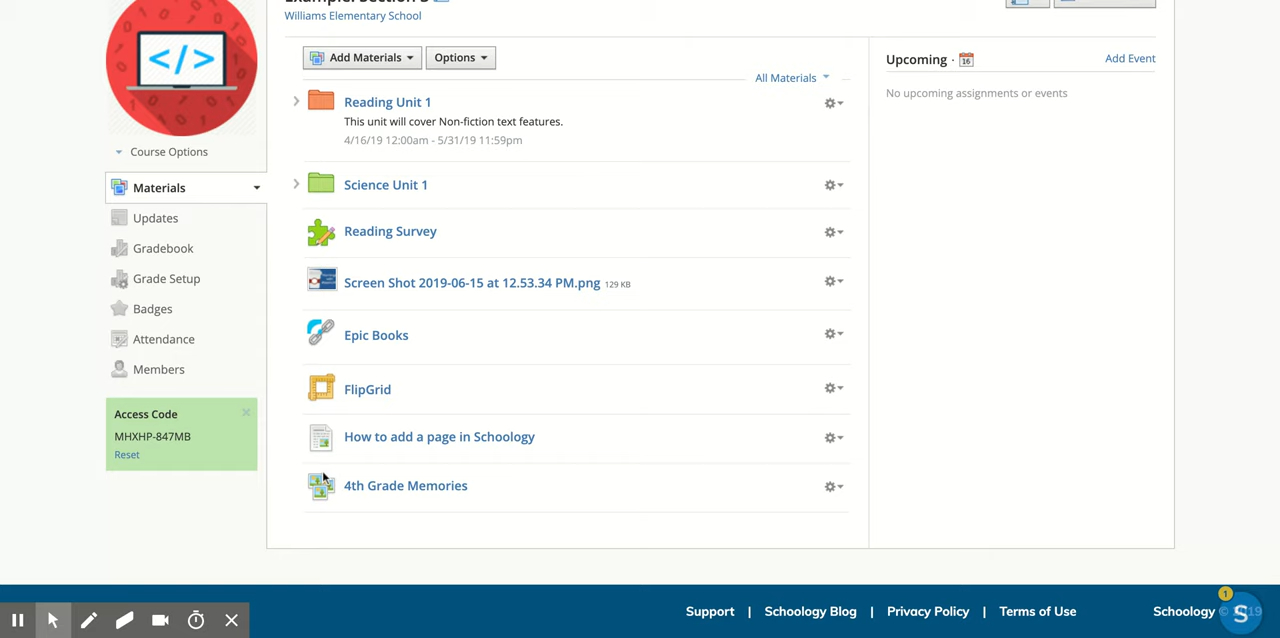 Williams Elementary School
Add Materials
Options
All Materials
Upcoming ·
16
Add Event
No upcoming assignments or events
</>
Course Options
Materials
Updates
Gradebook
Grade Setup
Badges
Attendance
Members
Access Code
MHXHP-847MB
Reset
Reading Unit 1
This unit will cover Non-fiction text features.
4/16/19 12:00am - 5/31/19 11:59pm
Science Unit 1
Reading Survey
Screen Shot 2019-06-15 at 12.53.34 PM.png 129 KB
Epic Books
FlipGrid
How to add a page in Schoology
4th Grade Memories
Support | Schoology Blog | Privacy Policy | Terms of Use
Schoology ©
1
S